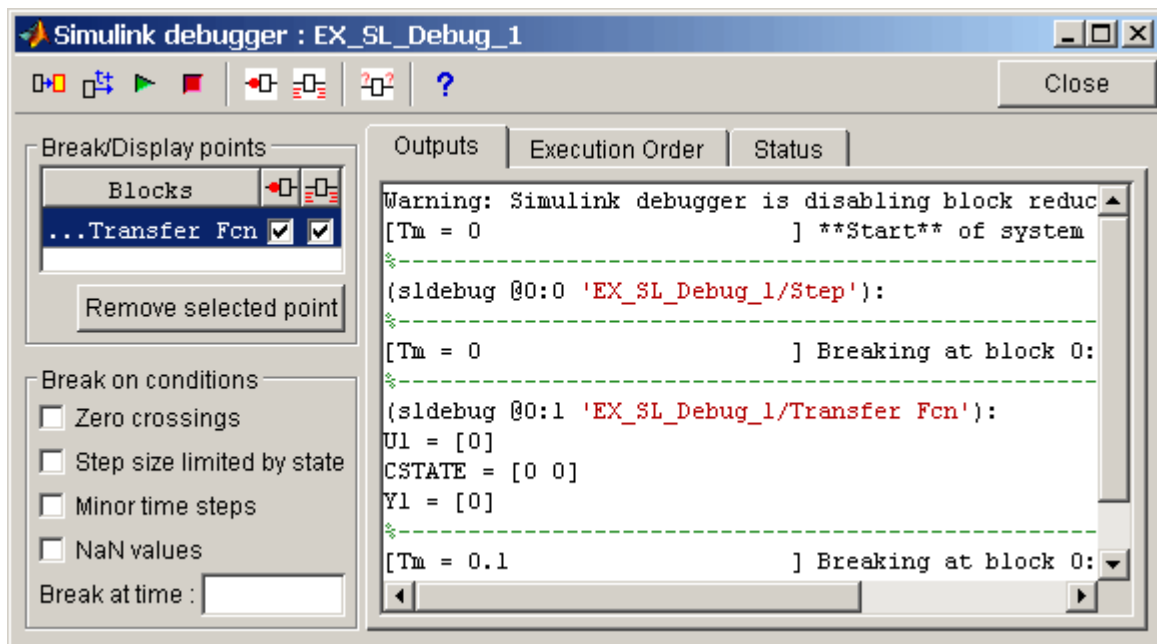 Simulink debugger : EX_SL_Debug_1
Close
Break/Display points
Blocks
...Transfer Fcn
Remove selected point
Break on conditions
Zero crossings
Step size limited by state
Minor time steps
NaN values
Break at time :
Outputs
Execution Order
Status
Warning: Simulink debugger is disabling block reduc
[Tm = 0 ] **Start** of system
%----------------------------------------------------
(sldebug @0:0 'EX_SL_Debug_1/Step'):
%----------------------------------------------------
[Tm = 0 ] Breaking at block 0:
%----------------------------------------------------
(sldebug @0:1 'EX_SL_Debug_1/Transfer Fcn'):
U1 = [0]
CSTATE = [0 0]
Y1 = [0]
%----------------------------------------------------
[Tm = 0.1 ] Breaking at block 0: